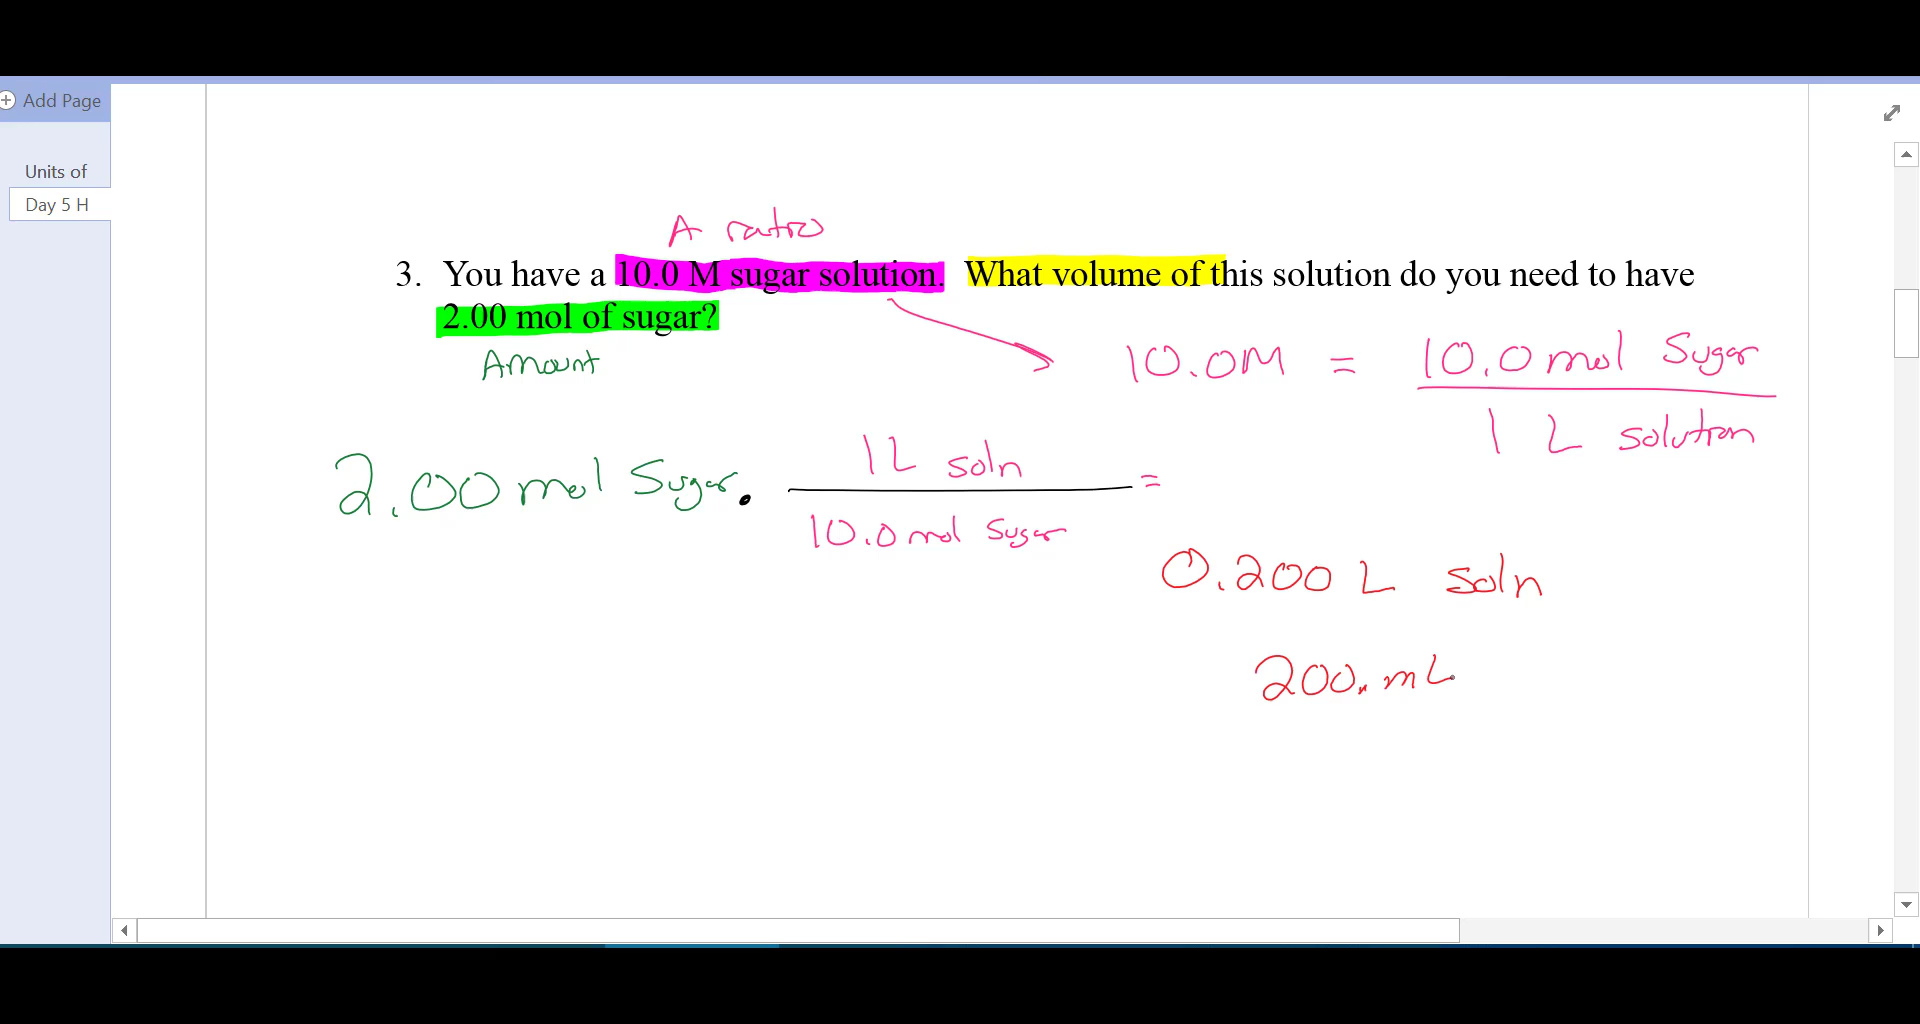 Add Page
Units of
Day 5 H
A ratio
3. You have a 10.0 M sugar solution. What volume of this solution do you need to have
2.00 mol of sugar?
Amount
10.0M = 10.0 mol Sugar
1 L solution
2.00 mol Sugar. 1L soln =
10.0 mol Sugar
0.200 L soln
200. mL